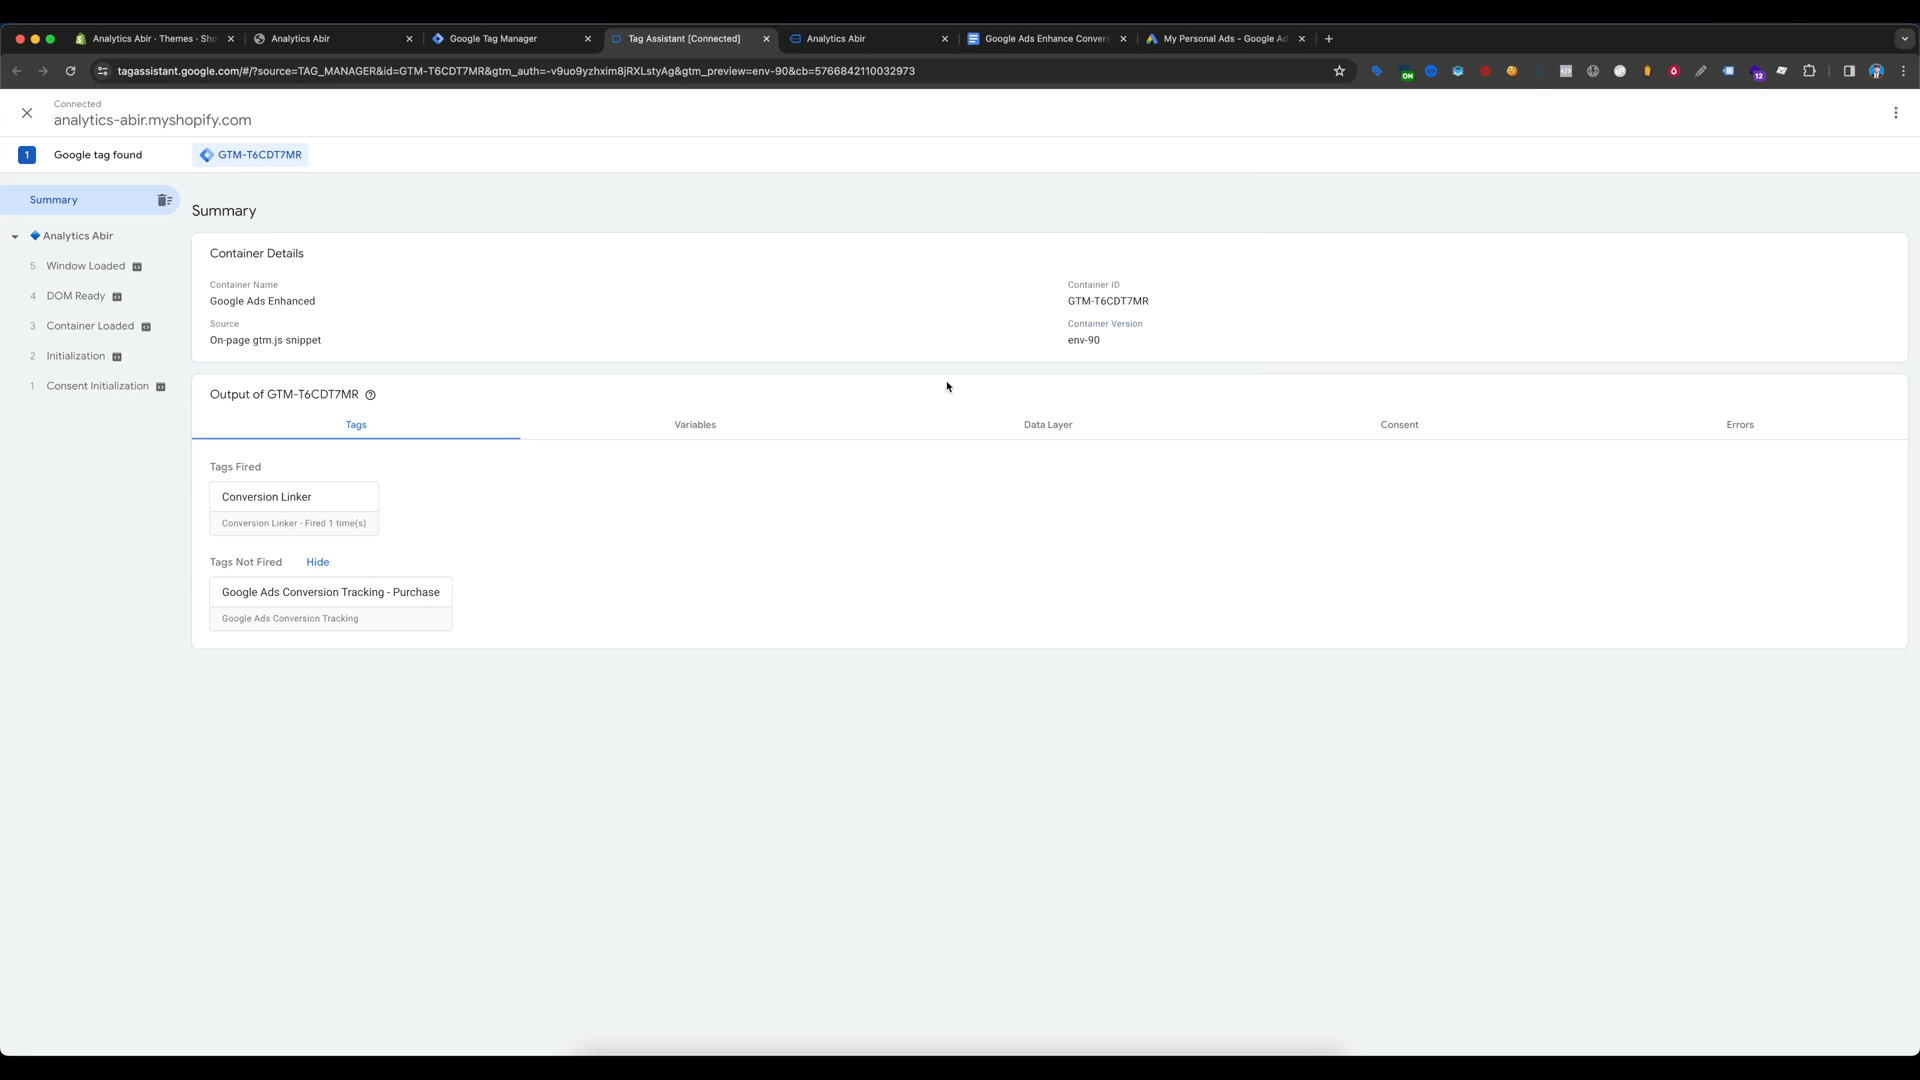 Analytics Abir · Themes · Sho
Analytics Abir
Google Tag Manager
Tag Assistant [Connected]
Analytics Abir
Google Ads Enhance Convers
My Personal Ads - Google Ad
tagassistant.google.com/#/?source=TAG_MANAGER&id=GTM-T6CDT7MR&gtm_auth=-v9uo9yzhxim8jRXLstyAg&gtm_preview=env-90&cb=5766842110032973
ON
12
Connected
analytics-abir.myshopify.com
1 Google tag found
GTM-T6CDT7MR
Summary
Analytics Abir
5 Window Loaded
4 DOM Ready
3 Container Loaded
2 Initialization
1 Consent Initialization
Summary
Container Details
Container Name
Google Ads Enhanced
Container ID
GTM-T6CDT7MR
Source
On-page gtm.js snippet
Container Version
env-90
Output of GTM-T6CDT7MR
Tags
Variables
Data Layer
Consent
Errors
Tags Fired
Conversion Linker
Conversion Linker - Fired 1 time(s)
Tags Not Fired Hide
Google Ads Conversion Tracking - Purchase
Google Ads Conversion Tracking